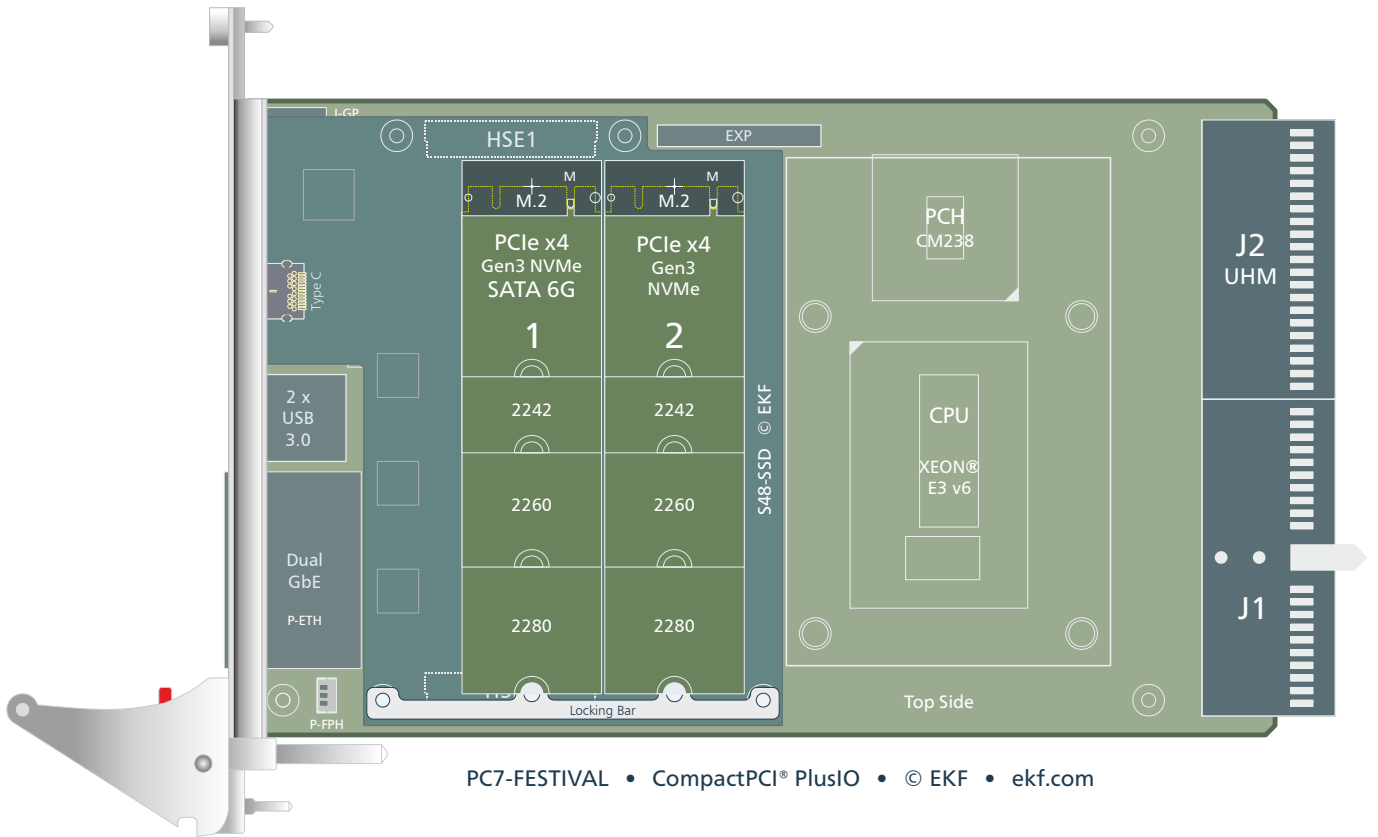 J-GP
HSE1
EXP
M
M.2
M
M.2
PCIe x4
Gen3 NVMe
SATA 6G
1
PCIe x4
Gen3
NVMe
2
PCH
CM238
J2
UHM
Type C
2 x
USB
3.0
2242
2242
S48-SSD © EKF
CPU
XEON®
E3 v6
2260
2260
Dual
GbE
P-ETH
2280
2280
J1
Locking Bar
P-FPH
Top Side
PC7-FESTIVAL • CompactPCI® PlusIO • © EKF • ekf.com